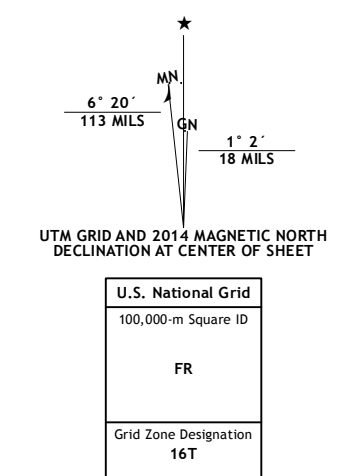 ★
MN
6° 20´
113 MILS
GN
1° 2´
18 MILS
UTM GRID AND 2014 MAGNETIC NORTH
DECLINATION AT CENTER OF SHEET
U.S. National Grid
100,000-m Square ID
FR
Grid Zone Designation
16T